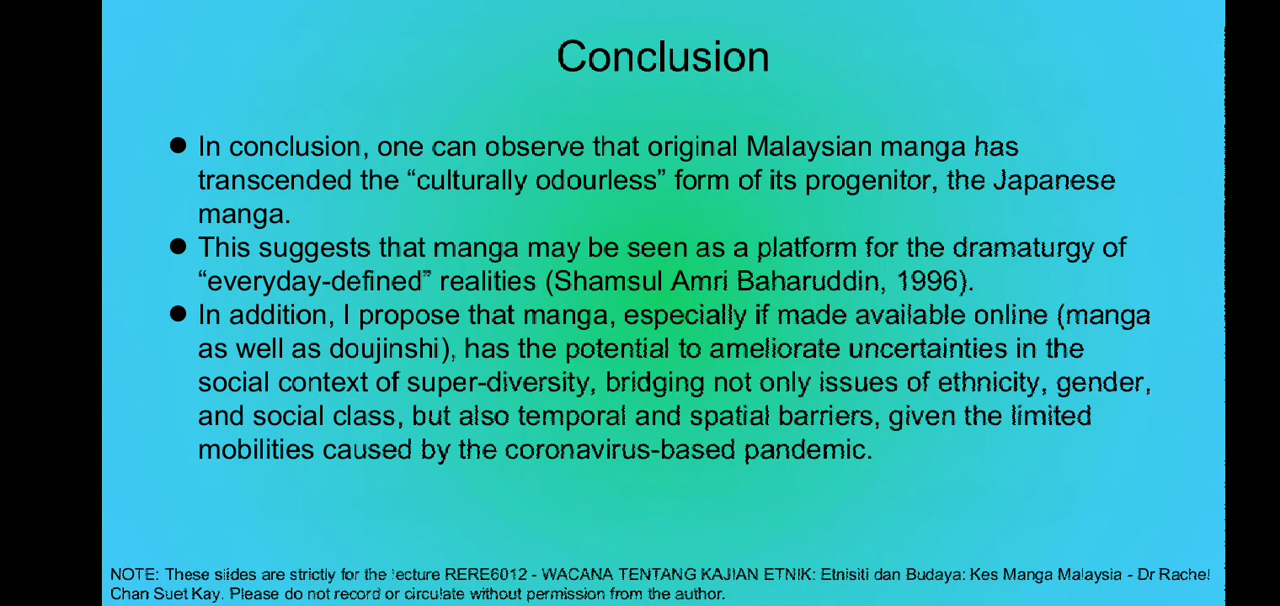 Conclusion
● In conclusion, one can observe that original Malaysian manga has
transcended the “culturally odourless” form of its progenitor, the Japanese
manga.
● This suggests that manga may be seen as a platform for the dramaturgy of
“everyday-defined” realities (Shamsul Amri Baharuddin, 1996).
● In addition, I propose that manga, especially if made available online (manga
as well as doujinshi), has the potential to ameliorate uncertainties in the
social context of super-diversity, bridging not only issues of ethnicity, gender,
and social class, but also temporal and spatial barriers, given the limited
mobilities caused by the coronavirus-based pandemic.
NOTE: These slides are strictly for the lecture RERE6012 - WACANA TENTANG KAJIAN ETNIK: Etnisiti dan Budaya: Kes Manga Malaysia - Dr Rachel
Chan Suet Kay. Please do not record or circulate without permission from the author.